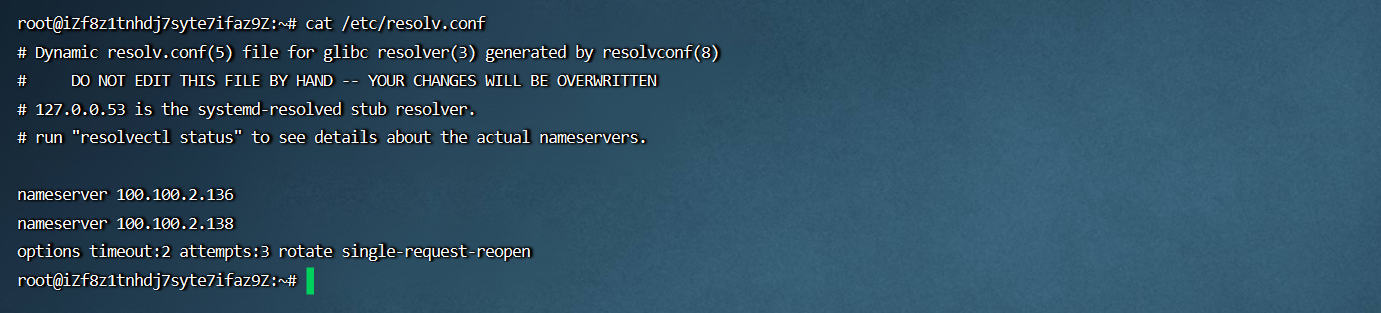 root@iZf8z1tnhdj7syte7ifaz9Z:~# cat /etc/resolv.conf
# Dynamic resolv.conf(5) file for glibc resolver(3) generated by resolvconf(8)
#     DO NOT EDIT THIS FILE BY HAND -- YOUR CHANGES WILL BE OVERWRITTEN
# 127.0.0.53 is the systemd-resolved stub resolver.
# run "resolvectl status" to see details about the actual nameservers.
nameserver 100.100.2.136
nameserver 100.100.2.138
options timeout:2 attempts:3 rotate single-request-reopen
root@iZf8z1tnhdj7syte7ifaz9Z:~#